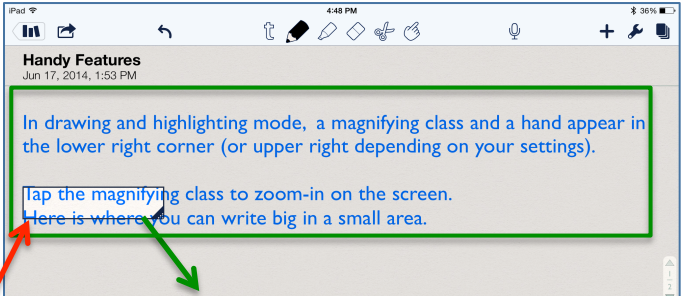 iPad 4:48 PM 36%
t
Handy Features
Jun 17, 2014, 1:53 PM
In drawing and highlighting mode, a magnifying class and a hand appear in
the lower right corner (or upper right depending on your settings).
Tap the magnifying class to zoom-in on the screen.
Here is where you can write big in a small area.
1
2